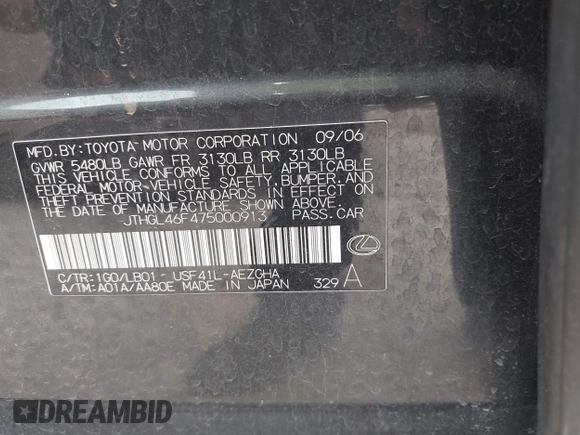 MFD.BY:TOYOTA MOTOR CORPORATION 09/06
GVWR 5480LB GAWR FR 3130LB RR 3130LB
THIS VEHICLE CONFORMS TO ALL APPLICABLE
FEDERAL MOTOR VEHICLE SAFETY, BUMPER, AND
THEFT PREVENTION STANDARDS IN EFFECT ON
THE DATE OF MANUFACTURE SHOWN ABOVE.
JTHGL46F475000913 PASS.CAR
C/TR:1G0/LB01 - USF41L-AEZGHA
A/TM:A01A/AA80E MADE IN JAPAN 329 A
DREAMBID